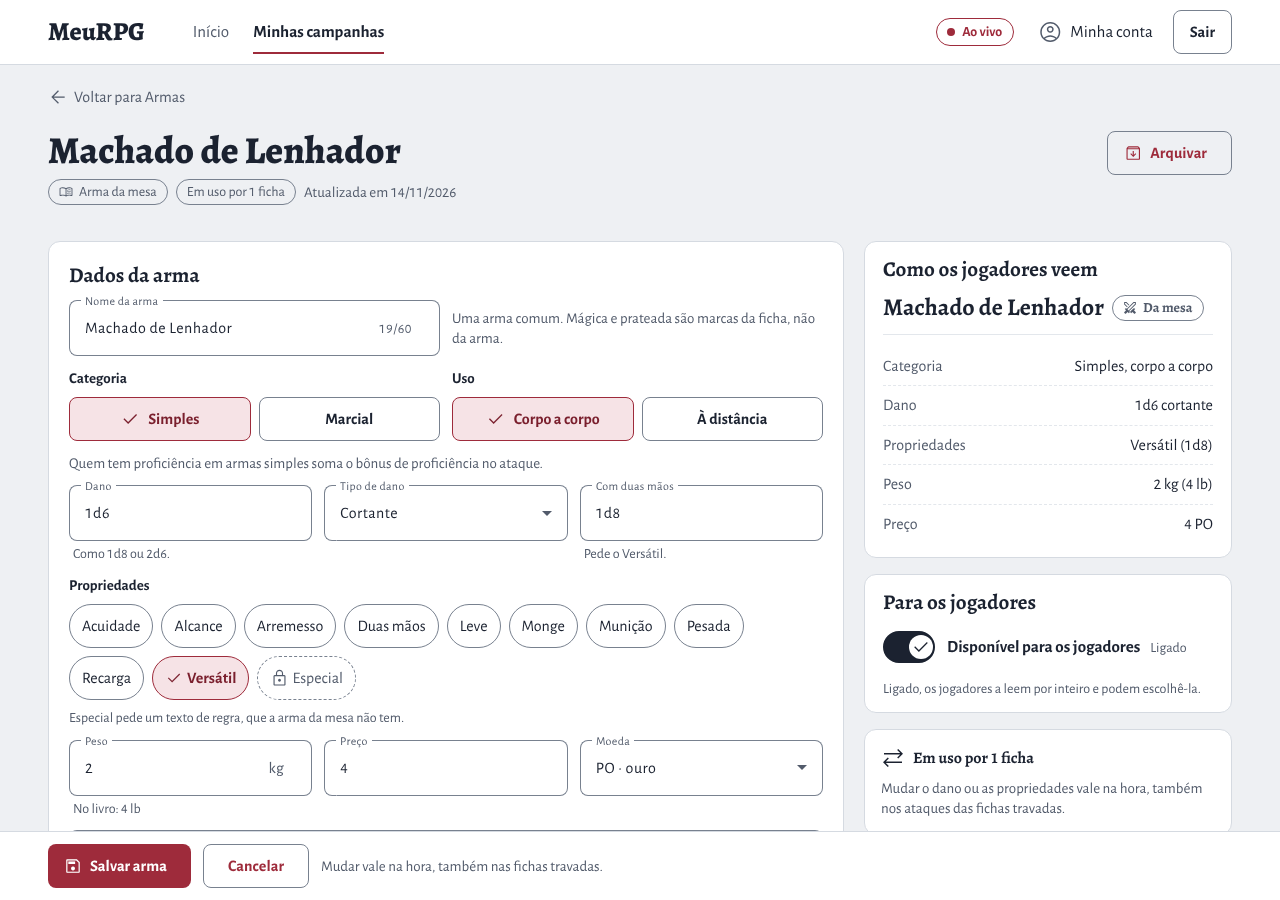 MeuRPG
Início
Minhas campanhas
Ao vivo
Minha conta
Sair
Voltar para Armas
Machado de Lenhador
Arquivar
Arma da mesa
Em uso por 1 ficha
Atualizada em 14/11/2026
Dados da arma
Nome da arma
Machado de Lenhador
19/60
Uma arma comum. Mágica e prateada são marcas da ficha, não
da arma.
Categoria
Uso
Simples
Marcial
Corpo a corpo
À distância
Quem tem proficiência em armas simples soma o bônus de proficiência no ataque.
Dano
1d6
Tipo de dano
Cortante
Com duas mãos
1d8
Como 1d8 ou 2d6.
Pede o Versátil.
Propriedades
Acuidade
Alcance
Arremesso
Duas mãos
Leve
Monge
Munição
Pesada
Recarga
Versátil
Especial
Especial pede um texto de regra, que a arma da mesa não tem.
Peso
2
kg
Preço
4
Moeda
PO · ouro
No livro: 4 lb
Como os jogadores veem
Machado de Lenhador
Da mesa
Categoria
Simples, corpo a corpo
Dano
1d6 cortante
Propriedades
Versátil (1d8)
Peso
2 kg (4 lb)
Preço
4 PO
Para os jogadores
Disponível para os jogadores
Ligado
Ligado, os jogadores a leem por inteiro e podem escolhê-la.
Em uso por 1 ficha
Mudar o dano ou as propriedades vale na hora, também
nos ataques das fichas travadas.
Salvar arma
Cancelar
Mudar vale na hora, também nas fichas travadas.